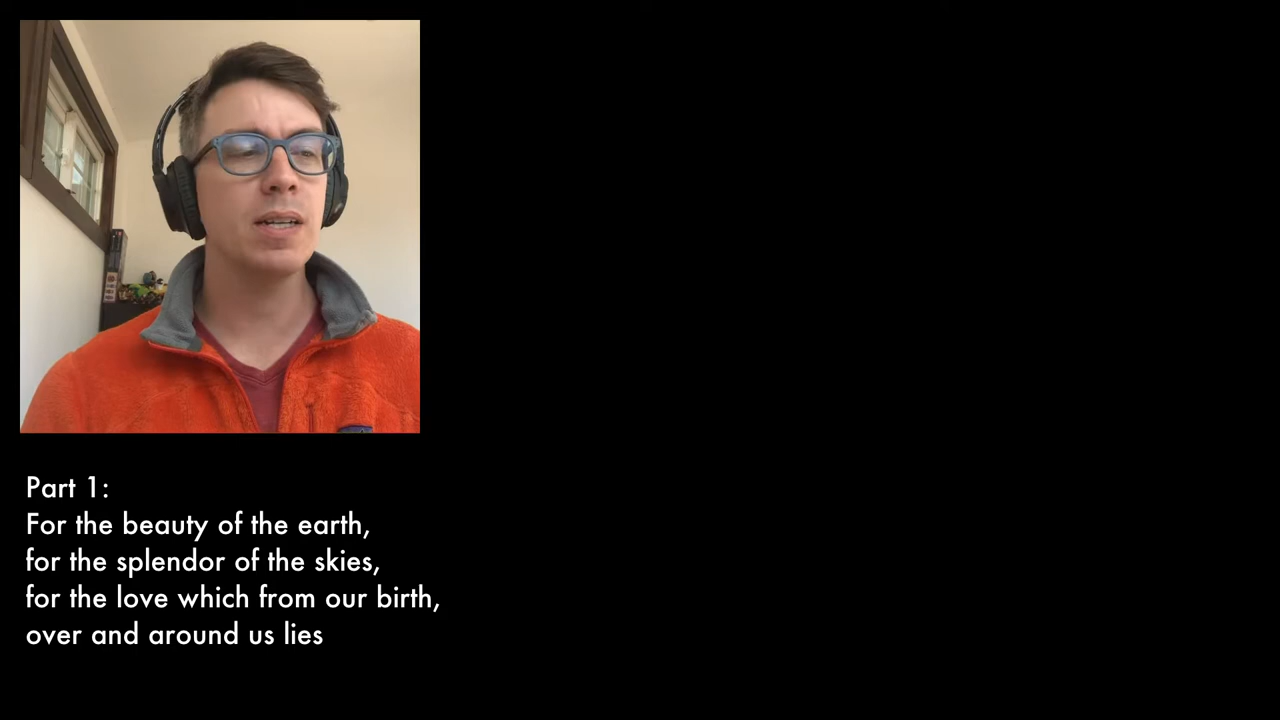 Part 1:
For the beauty of the earth,
for the splendor of the skies,
for the love which from our birth,
over and around us lies